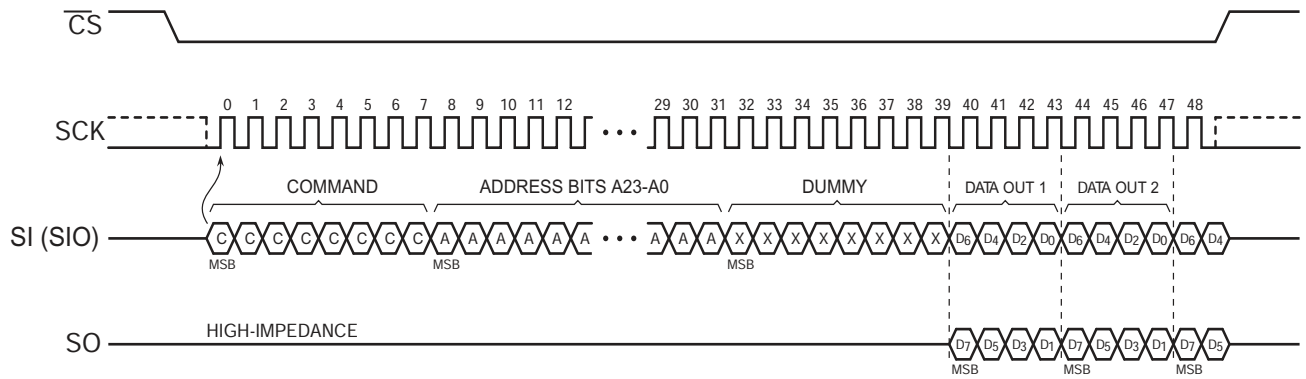 CS
0 1 2 3 4 5 6 7 8 9 10 11 12 29 30 31 32 33 34 35 36 37 38 39 40 41 42 43 44 45 46 47 48
SCK
COMMAND ADDRESS BITS A23-A0 DUMMY DATA OUT 1 DATA OUT 2
SI (SIO) C C C C C C C C A A A A A A ••• A A A X X X X X X X X D6 D4 D2 D0 D6 D4 D2 D0 D6 D4
MSB MSB MSB
HIGH-IMPEDANCE
SO D7 D5 D3 D1 D7 D5 D3 D1 D7 D5
MSB MSB MSB